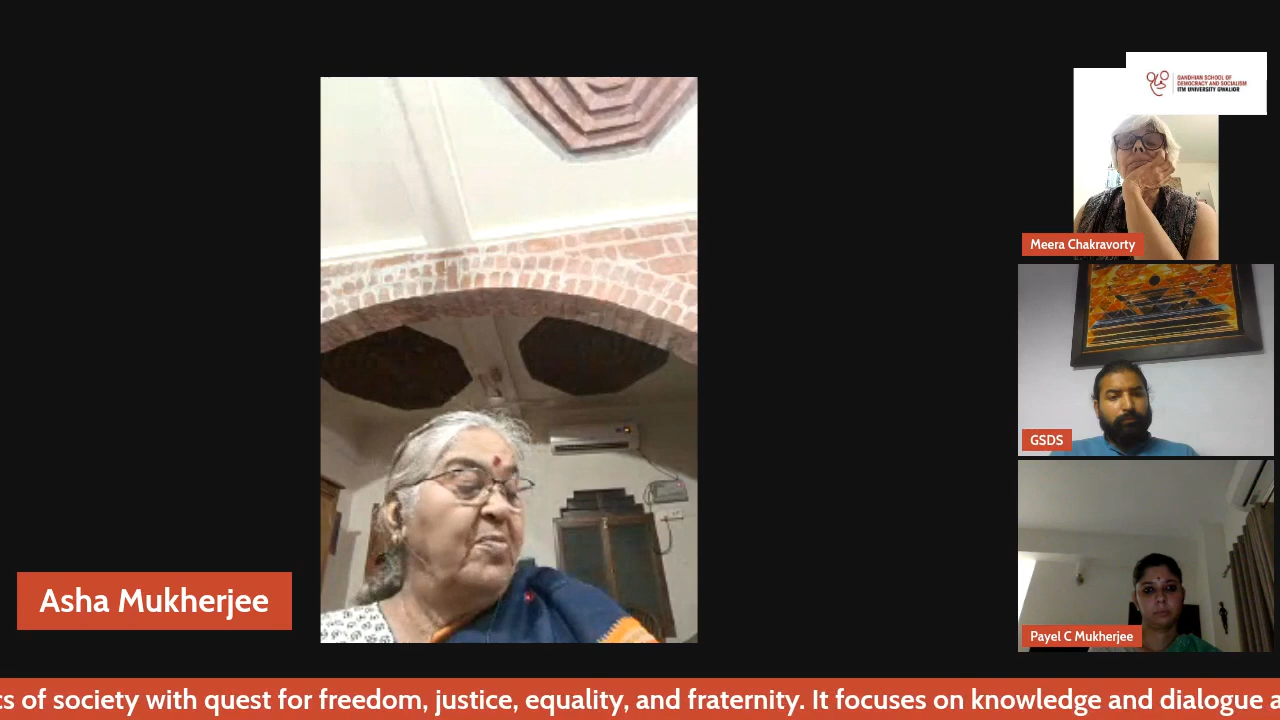 GANDHIAN SCHOOL OF
DEMOCRACY AND SOCIALISM
ITM UNIVERSITY GWALIOR
Meera Chakravorty
GSDS
Asha Mukherjee
Payel C Mukherjee
cs of society with quest for freedom, justice, equality, and fraternity. It focuses on knowledge and dialogue a